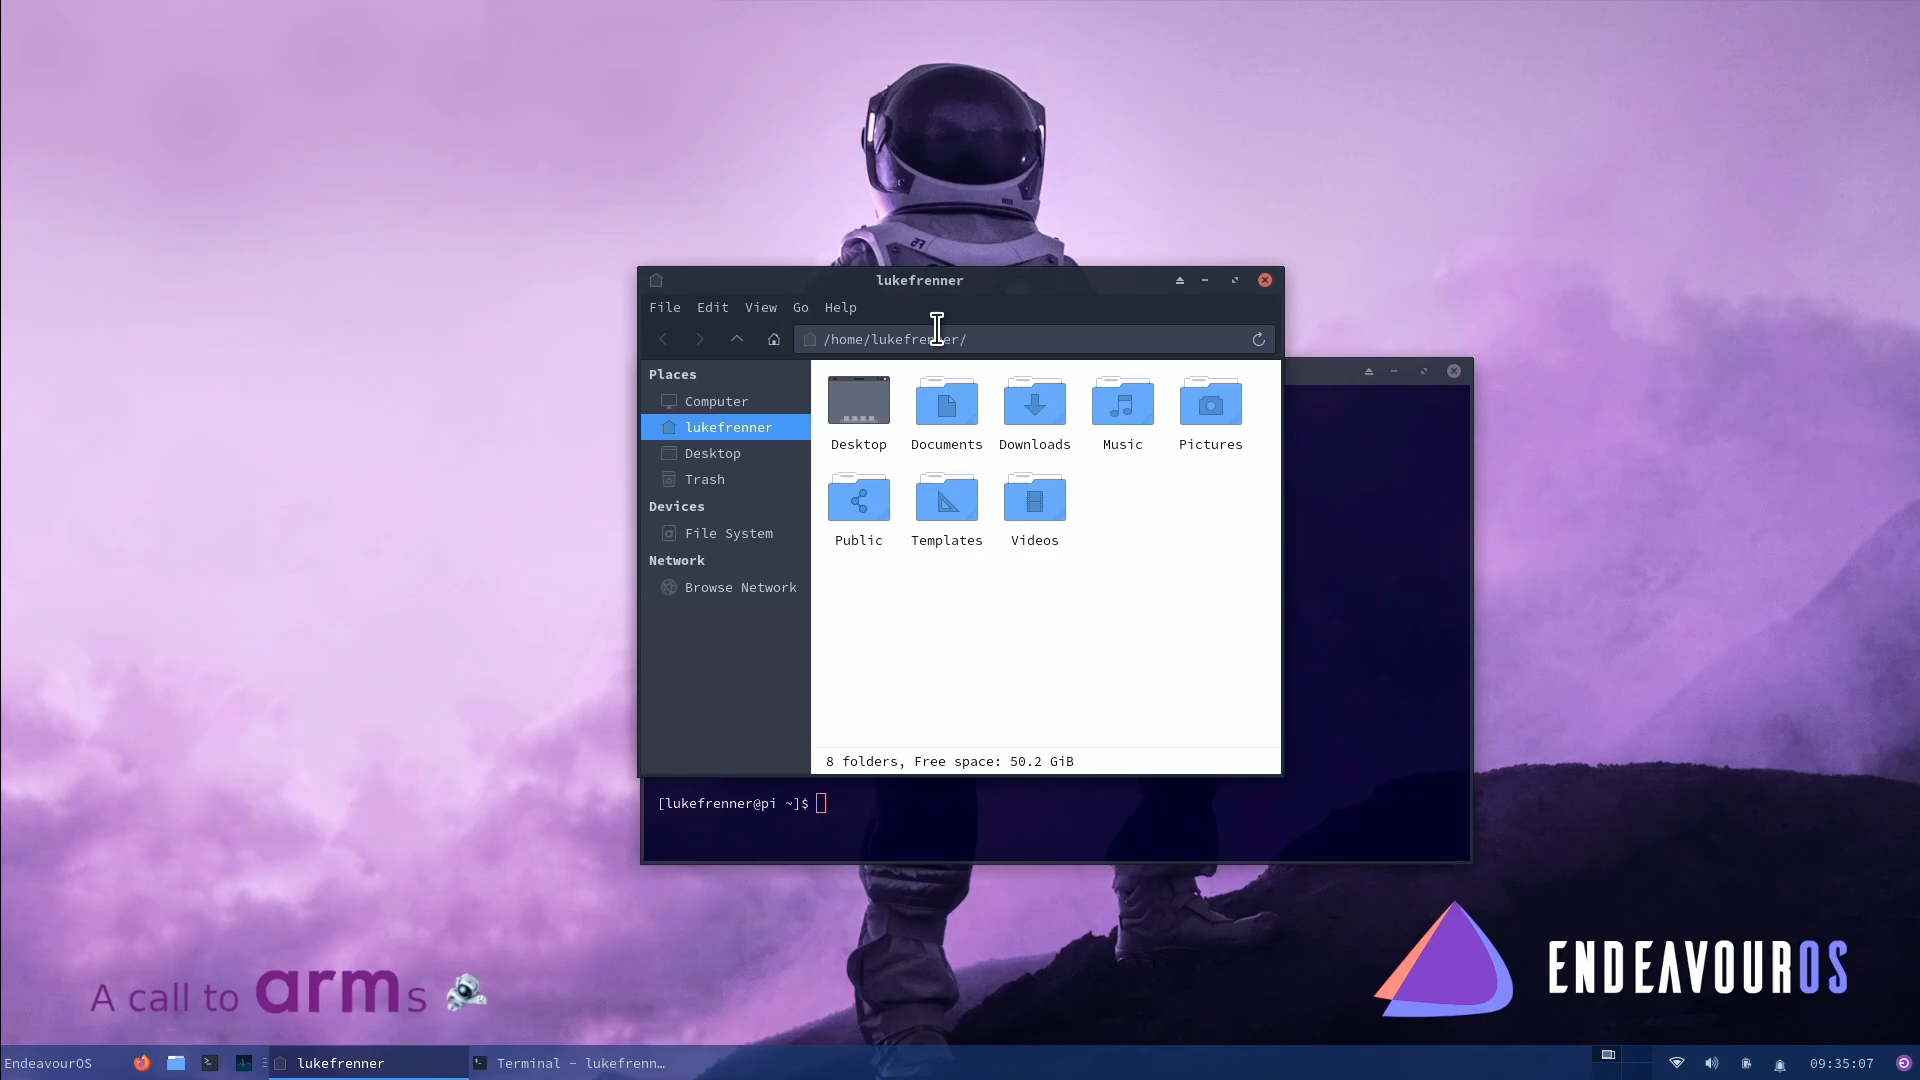 lukefrenner
File Edit View Go Help
/home/lukefrenner/
Places
Computer
lukefrenner
Desktop
Trash
Devices
File System
Network
Browse Network
Desktop Documents Downloads Music Pictures
Public Templates Videos
8 folders, Free space: 50.2 GiB
[lukefrenner@pi ~]$
A call to arms
ENDEAVOUROS
EndeavourOS lukefrenner Terminal - lukefrenn… 09:35:07